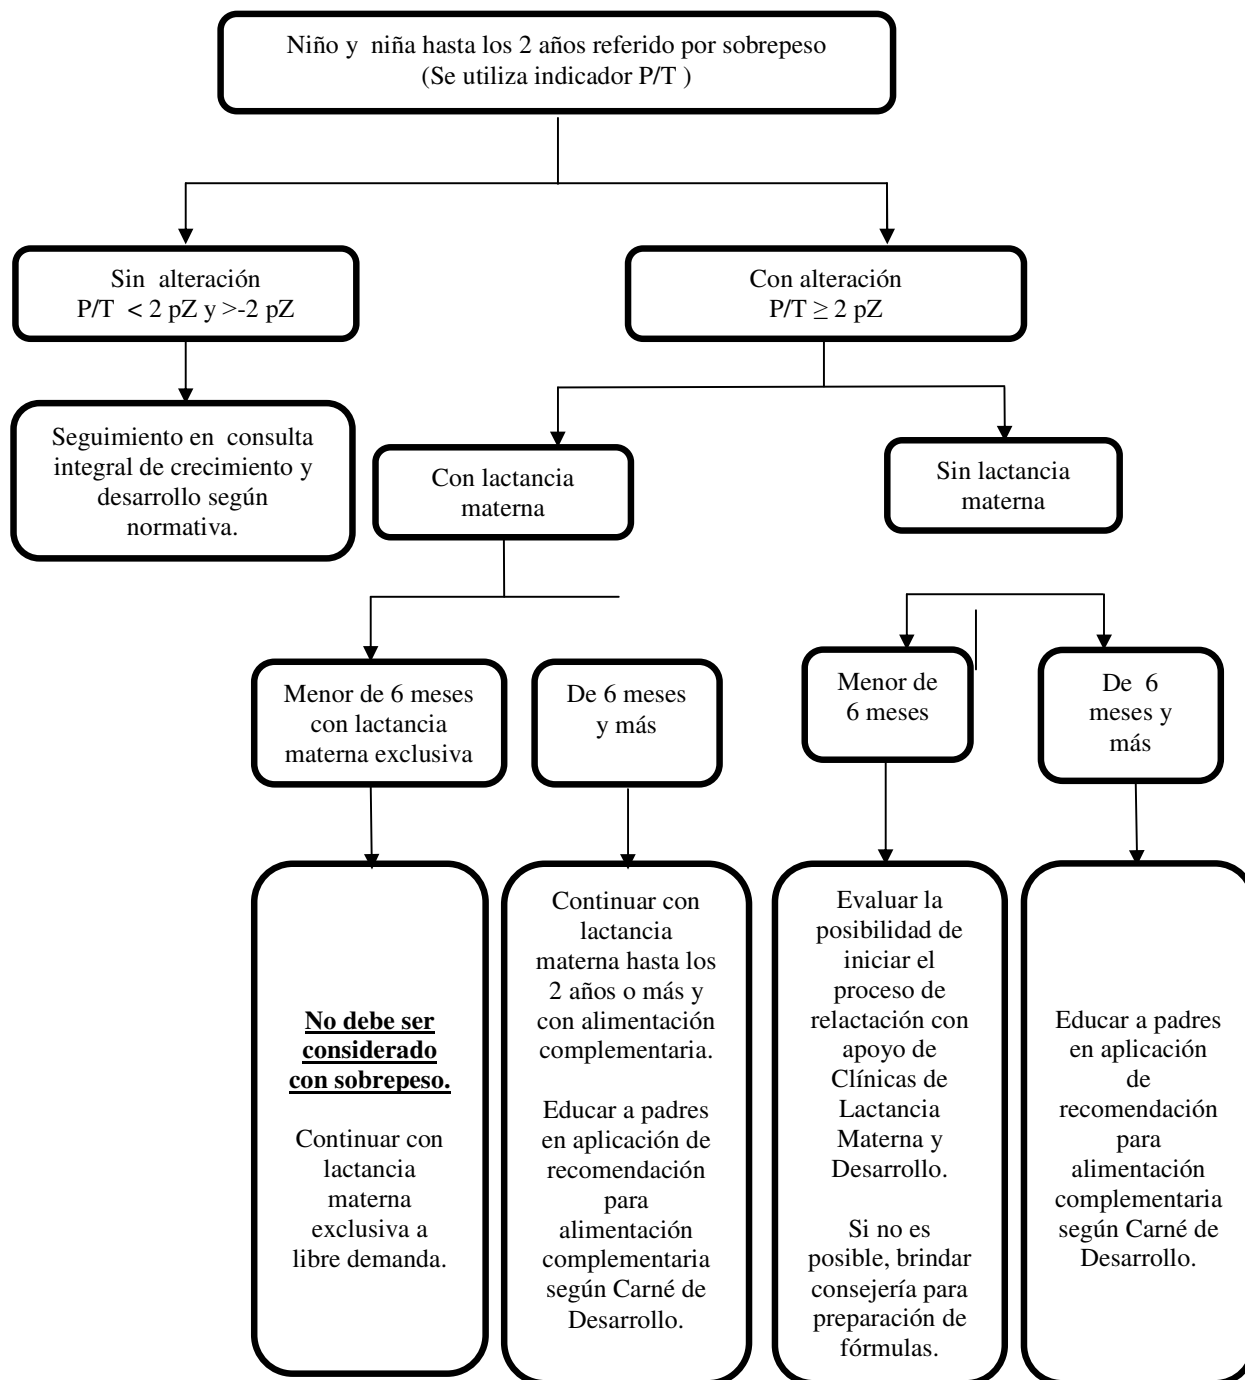 Niño y niña hasta los 2 años referido por sobrepeso
(Se utiliza indicador P/T )
Sin alteración
P/T < 2 pZ y >-2 pZ
Con alteración
P/T ≥ 2 pZ
Seguimiento en consulta
integral de crecimiento y
desarrollo según
normativa.
Con lactancia
materna
Sin lactancia
materna
Menor de 6 meses
con lactancia
materna exclusiva
De 6 meses
y más
Menor de
6 meses
De 6
meses y
más
No debe ser
considerado
con sobrepeso.
Continuar con
lactancia
materna
exclusiva a
libre demanda.
Continuar con
lactancia
materna hasta los
2 años o más y
con alimentación
complementaria.
Educar a padres
en aplicación de
recomendación
para
alimentación
complementaria
según Carné de
Desarrollo.
Evaluar la
posibilidad de
iniciar el
proceso de
relactación con
apoyo de
Clínicas de
Lactancia
Materna y
Desarrollo.
Si no es
posible, brindar
consejería para
preparación de
fórmulas.
Educar a padres
en aplicación
de
recomendación
para
alimentación
complementaria
según Carné de
Desarrollo.